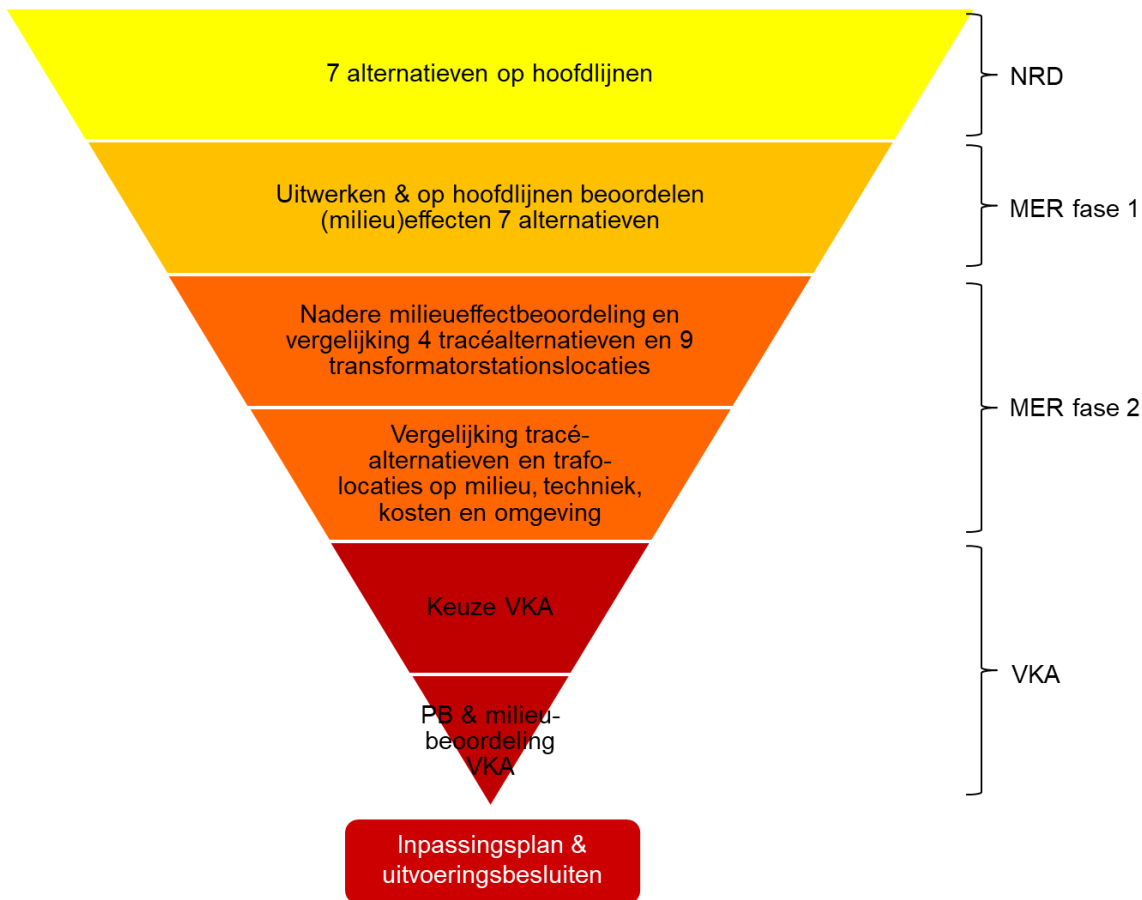 7 alternatieven op hoofdlijnen
NRD
Uitwerken & op hoofdlijnen beoordelen
(milieu)effecten 7 alternatieven
MER fase 1
Nadere milieueffectbeoordeling en
vergelijking 4 tracéalternatieven en 9
transformatorstationslocaties
MER fase 2
Vergelijking tracé-
alternatieven en trafo-
locaties op milieu, techniek,
kosten en omgeving
Keuze VKA
VKA
PB & milieu-
beoordeling
VKA
Inpassingsplan &
uitvoeringsbesluiten